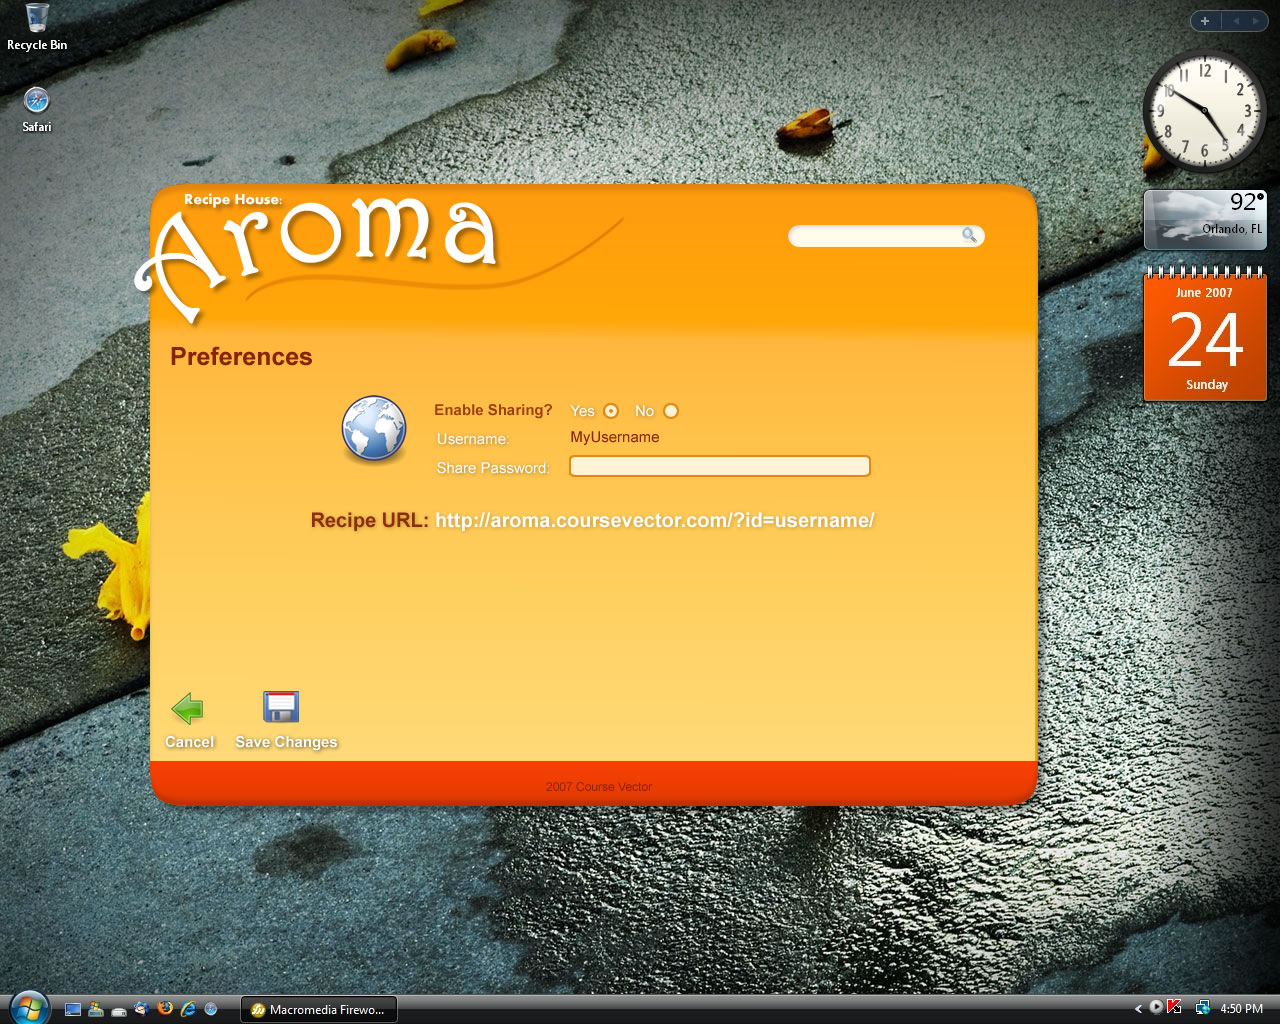 Recycle Bin
Safari
12
1
2
3
4
5
6
7
8
9
10
11
92°
Orlando, FL
June 2007
24
Sunday
Recipe House:
Aroma
Preferences
Enable Sharing? Yes No
Username: MyUsername
Share Password:
Recipe URL: http://aroma.coursevector.com/?id=username/
Cancel Save Changes
2007 Course Vector
Macromedia Firewo...
4:50 PM